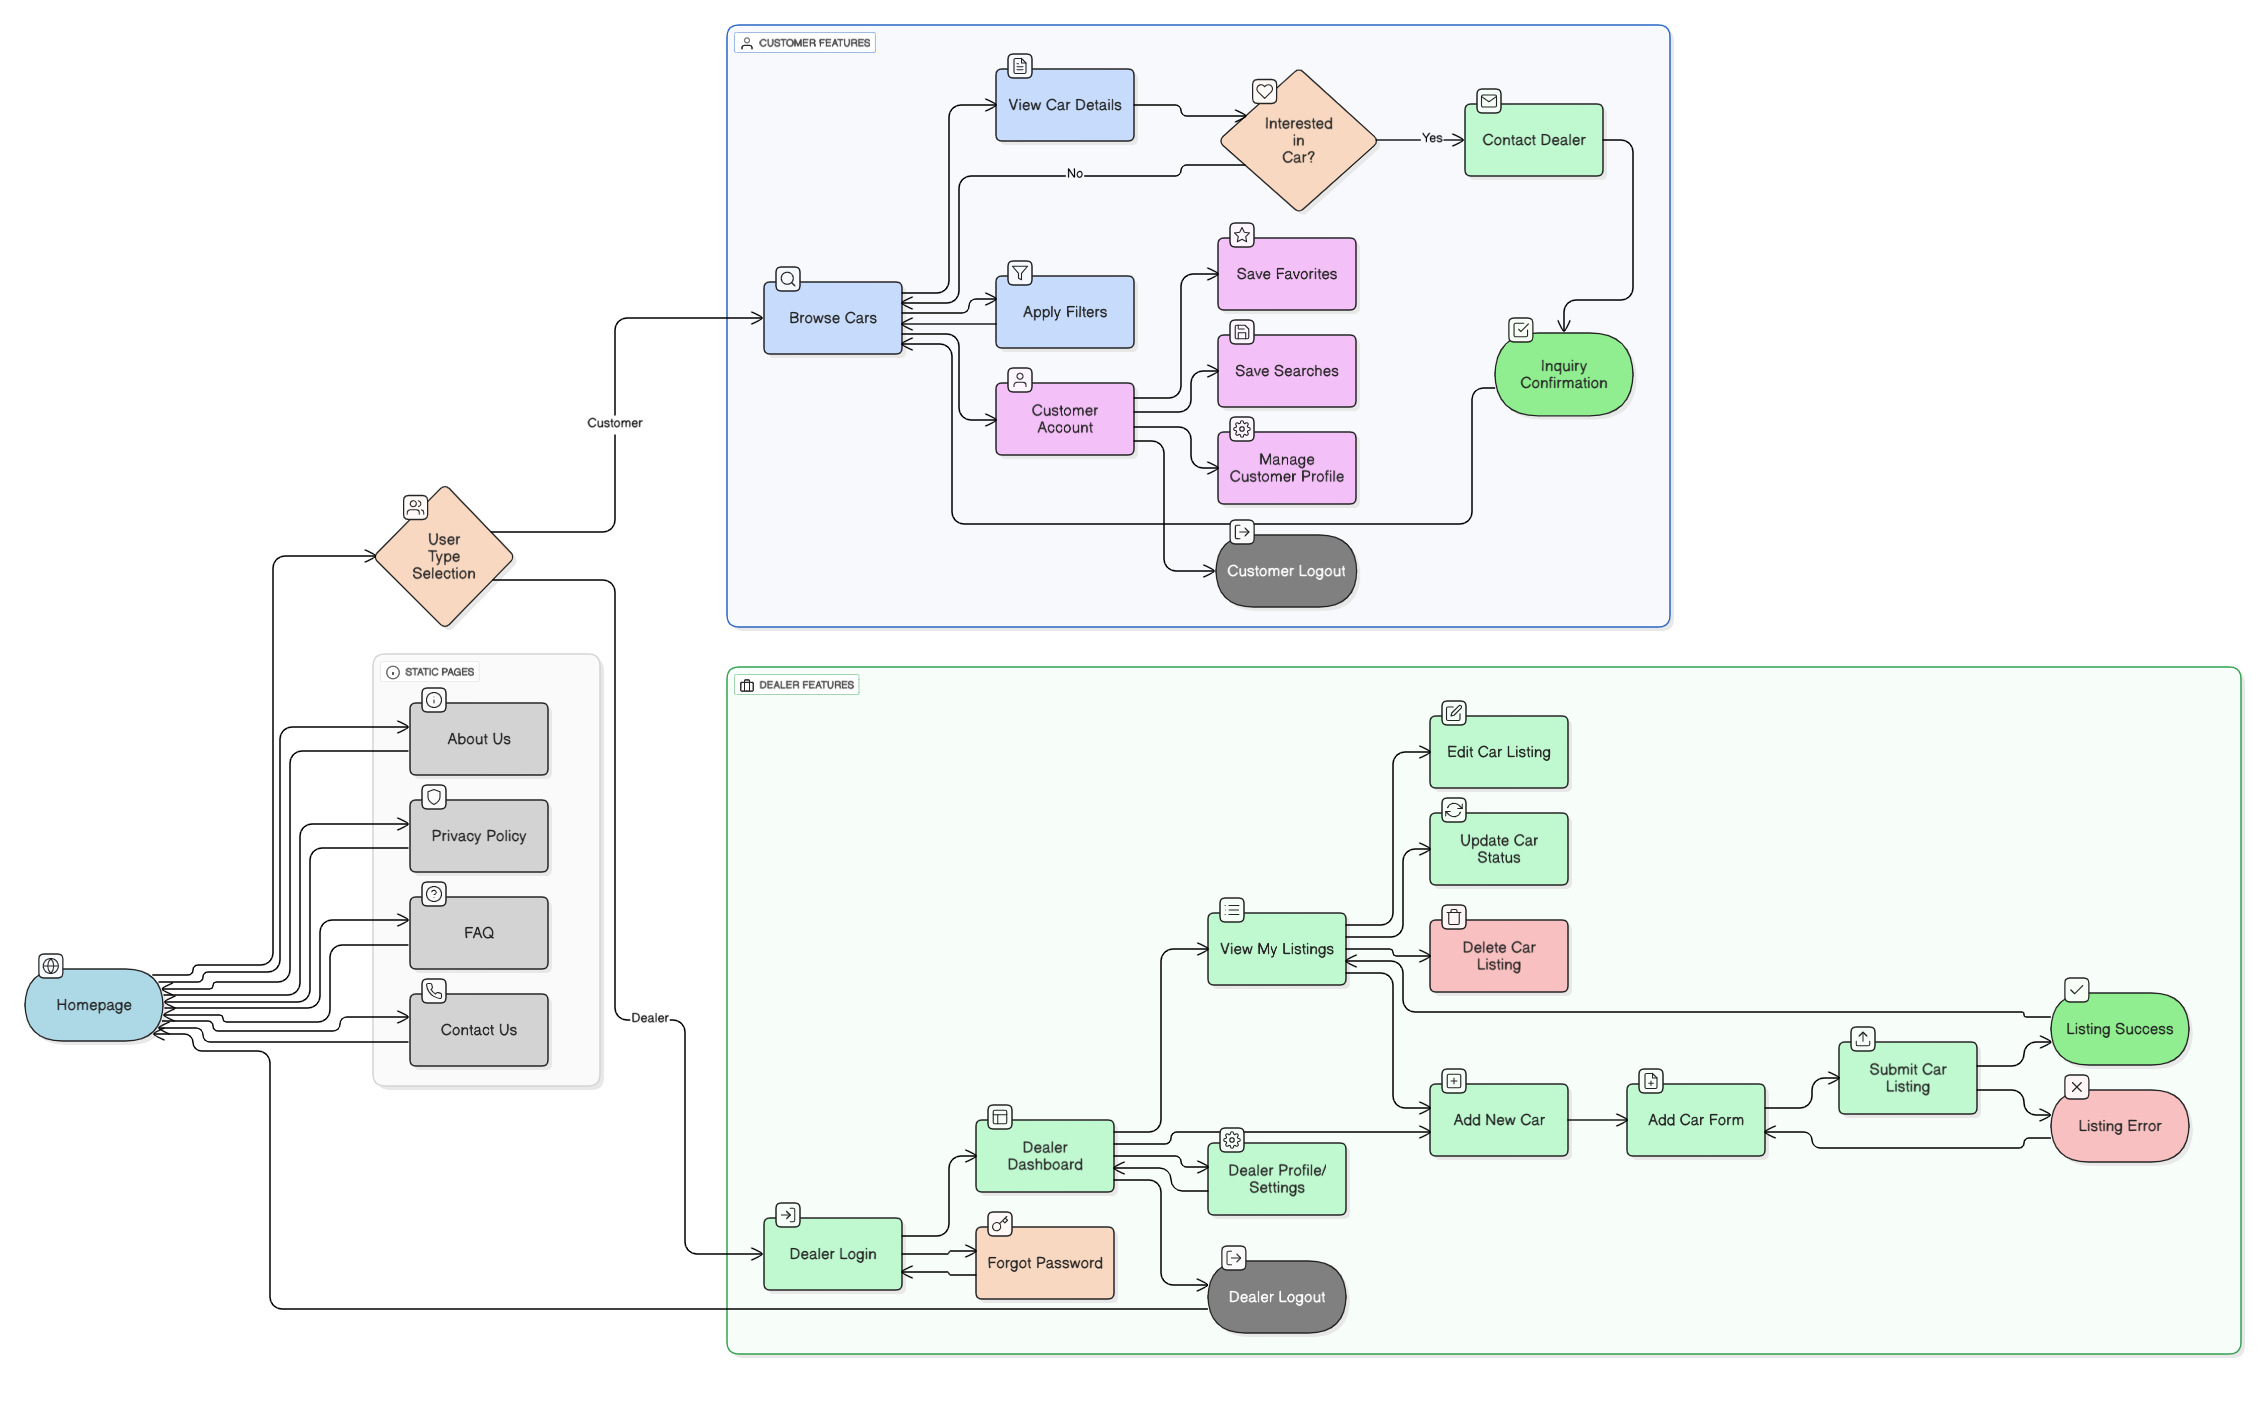 CUSTOMER FEATURES
View Car Details
Interested
in
Car?
Yes
Contact Dealer
No
Save Favorites
Browse Cars
Apply Filters
Save Searches
Inquiry
Confirmation
Customer
Account
Manage
Customer Profile
Customer Logout
Customer
User
Type
Selection
STATIC PAGES
About Us
Privacy Policy
FAQ
Contact Us
Homepage
Dealer
DEALER FEATURES
Edit Car Listing
Update Car
Status
View My Listings
Delete Car
Listing
Listing Success
Submit Car
Listing
Add New Car
Add Car Form
Listing Error
Dealer
Dashboard
Dealer Profile/
Settings
Dealer Login
Forgot Password
Dealer Logout